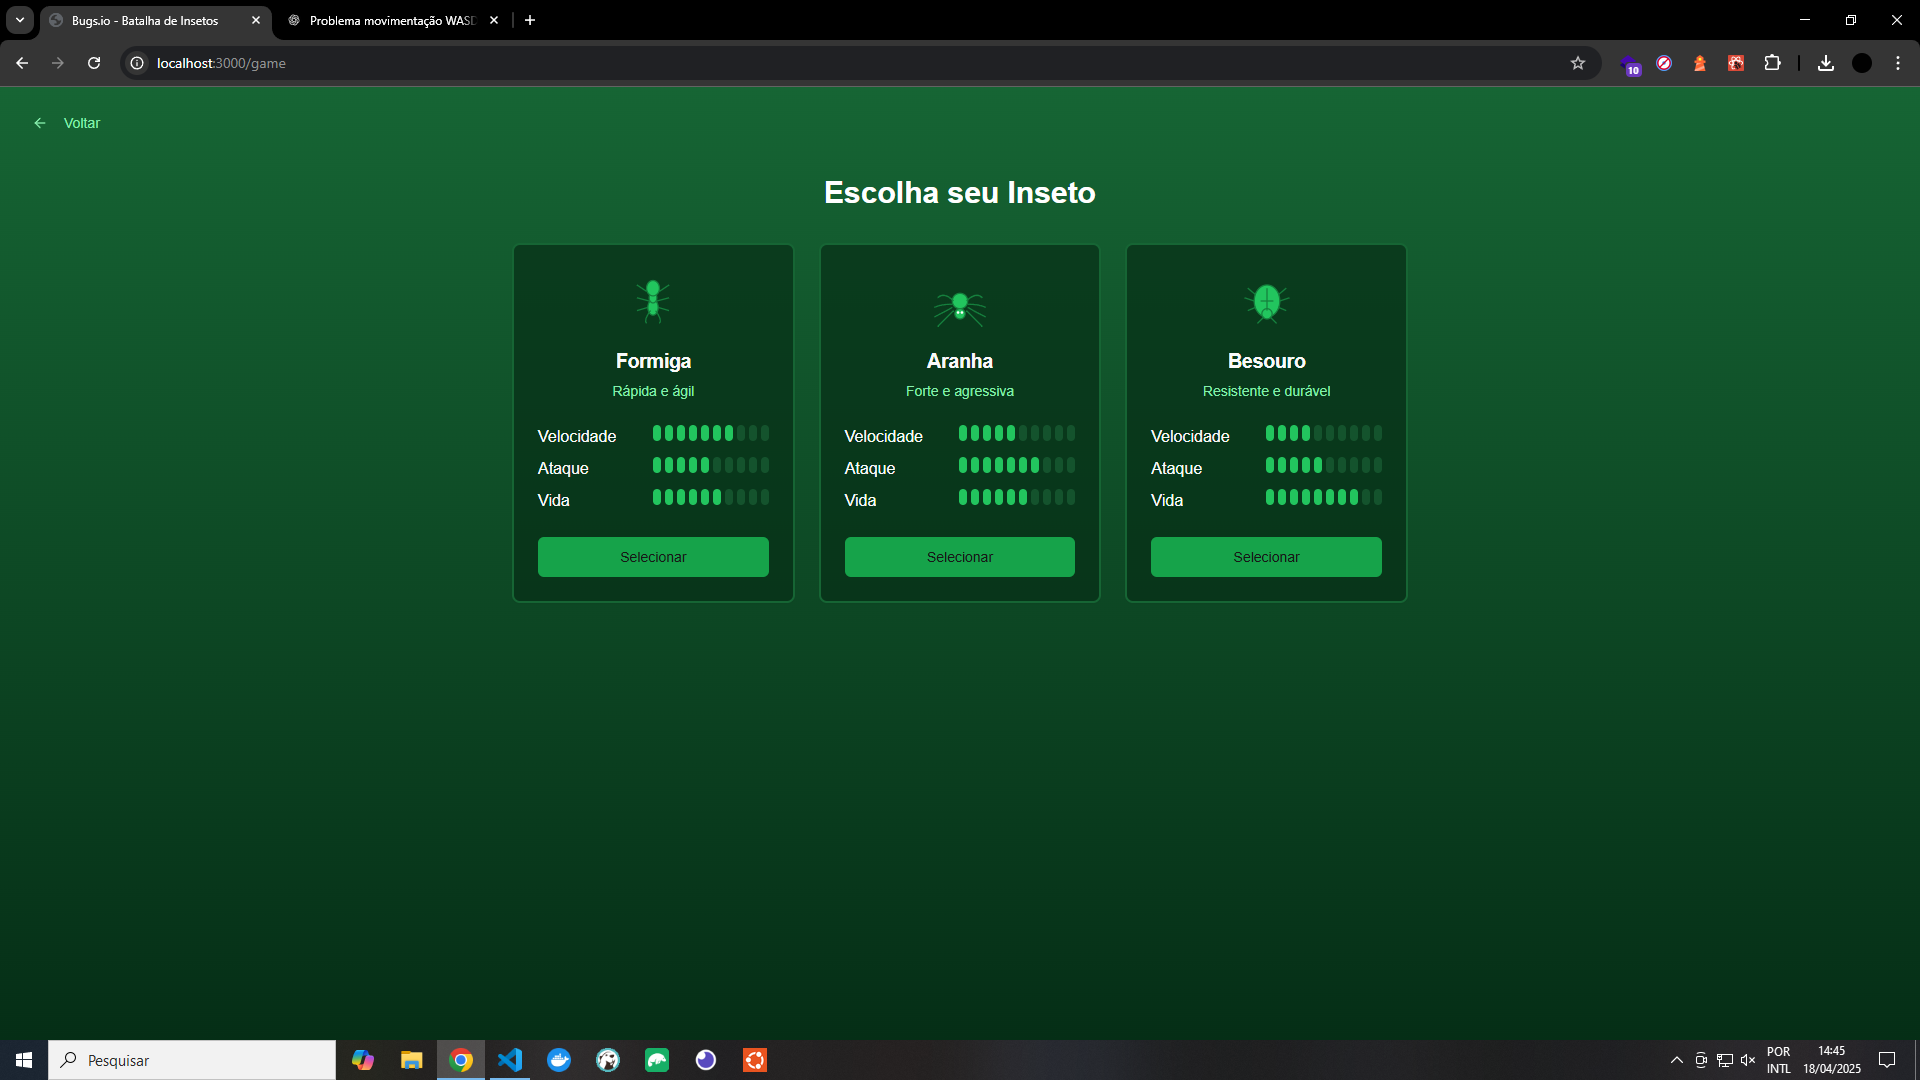 Bugs.io - Batalha de Insetos
Problema movimentação WASD
localhost:3000/game
10
Voltar
Escolha seu Inseto
Formiga
Rápida e ágil
Velocidade
Ataque
Vida
Selecionar
Aranha
Forte e agressiva
Velocidade
Ataque
Vida
Selecionar
Besouro
Resistente e durável
Velocidade
Ataque
Vida
Selecionar
Pesquisar
POR
INTL
14:45
18/04/2025